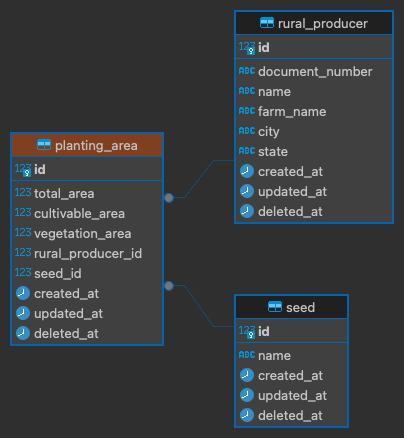 rural_producer
123 id
ABC document_number
ABC name
ABC farm_name
ABC city
ABC state
created_at
updated_at
deleted_at
planting_area
123 id
123 total_area
123 cultivable_area
123 vegetation_area
123 rural_producer_id
123 seed_id
created_at
updated_at
deleted_at
seed
123 id
ABC name
created_at
updated_at
deleted_at